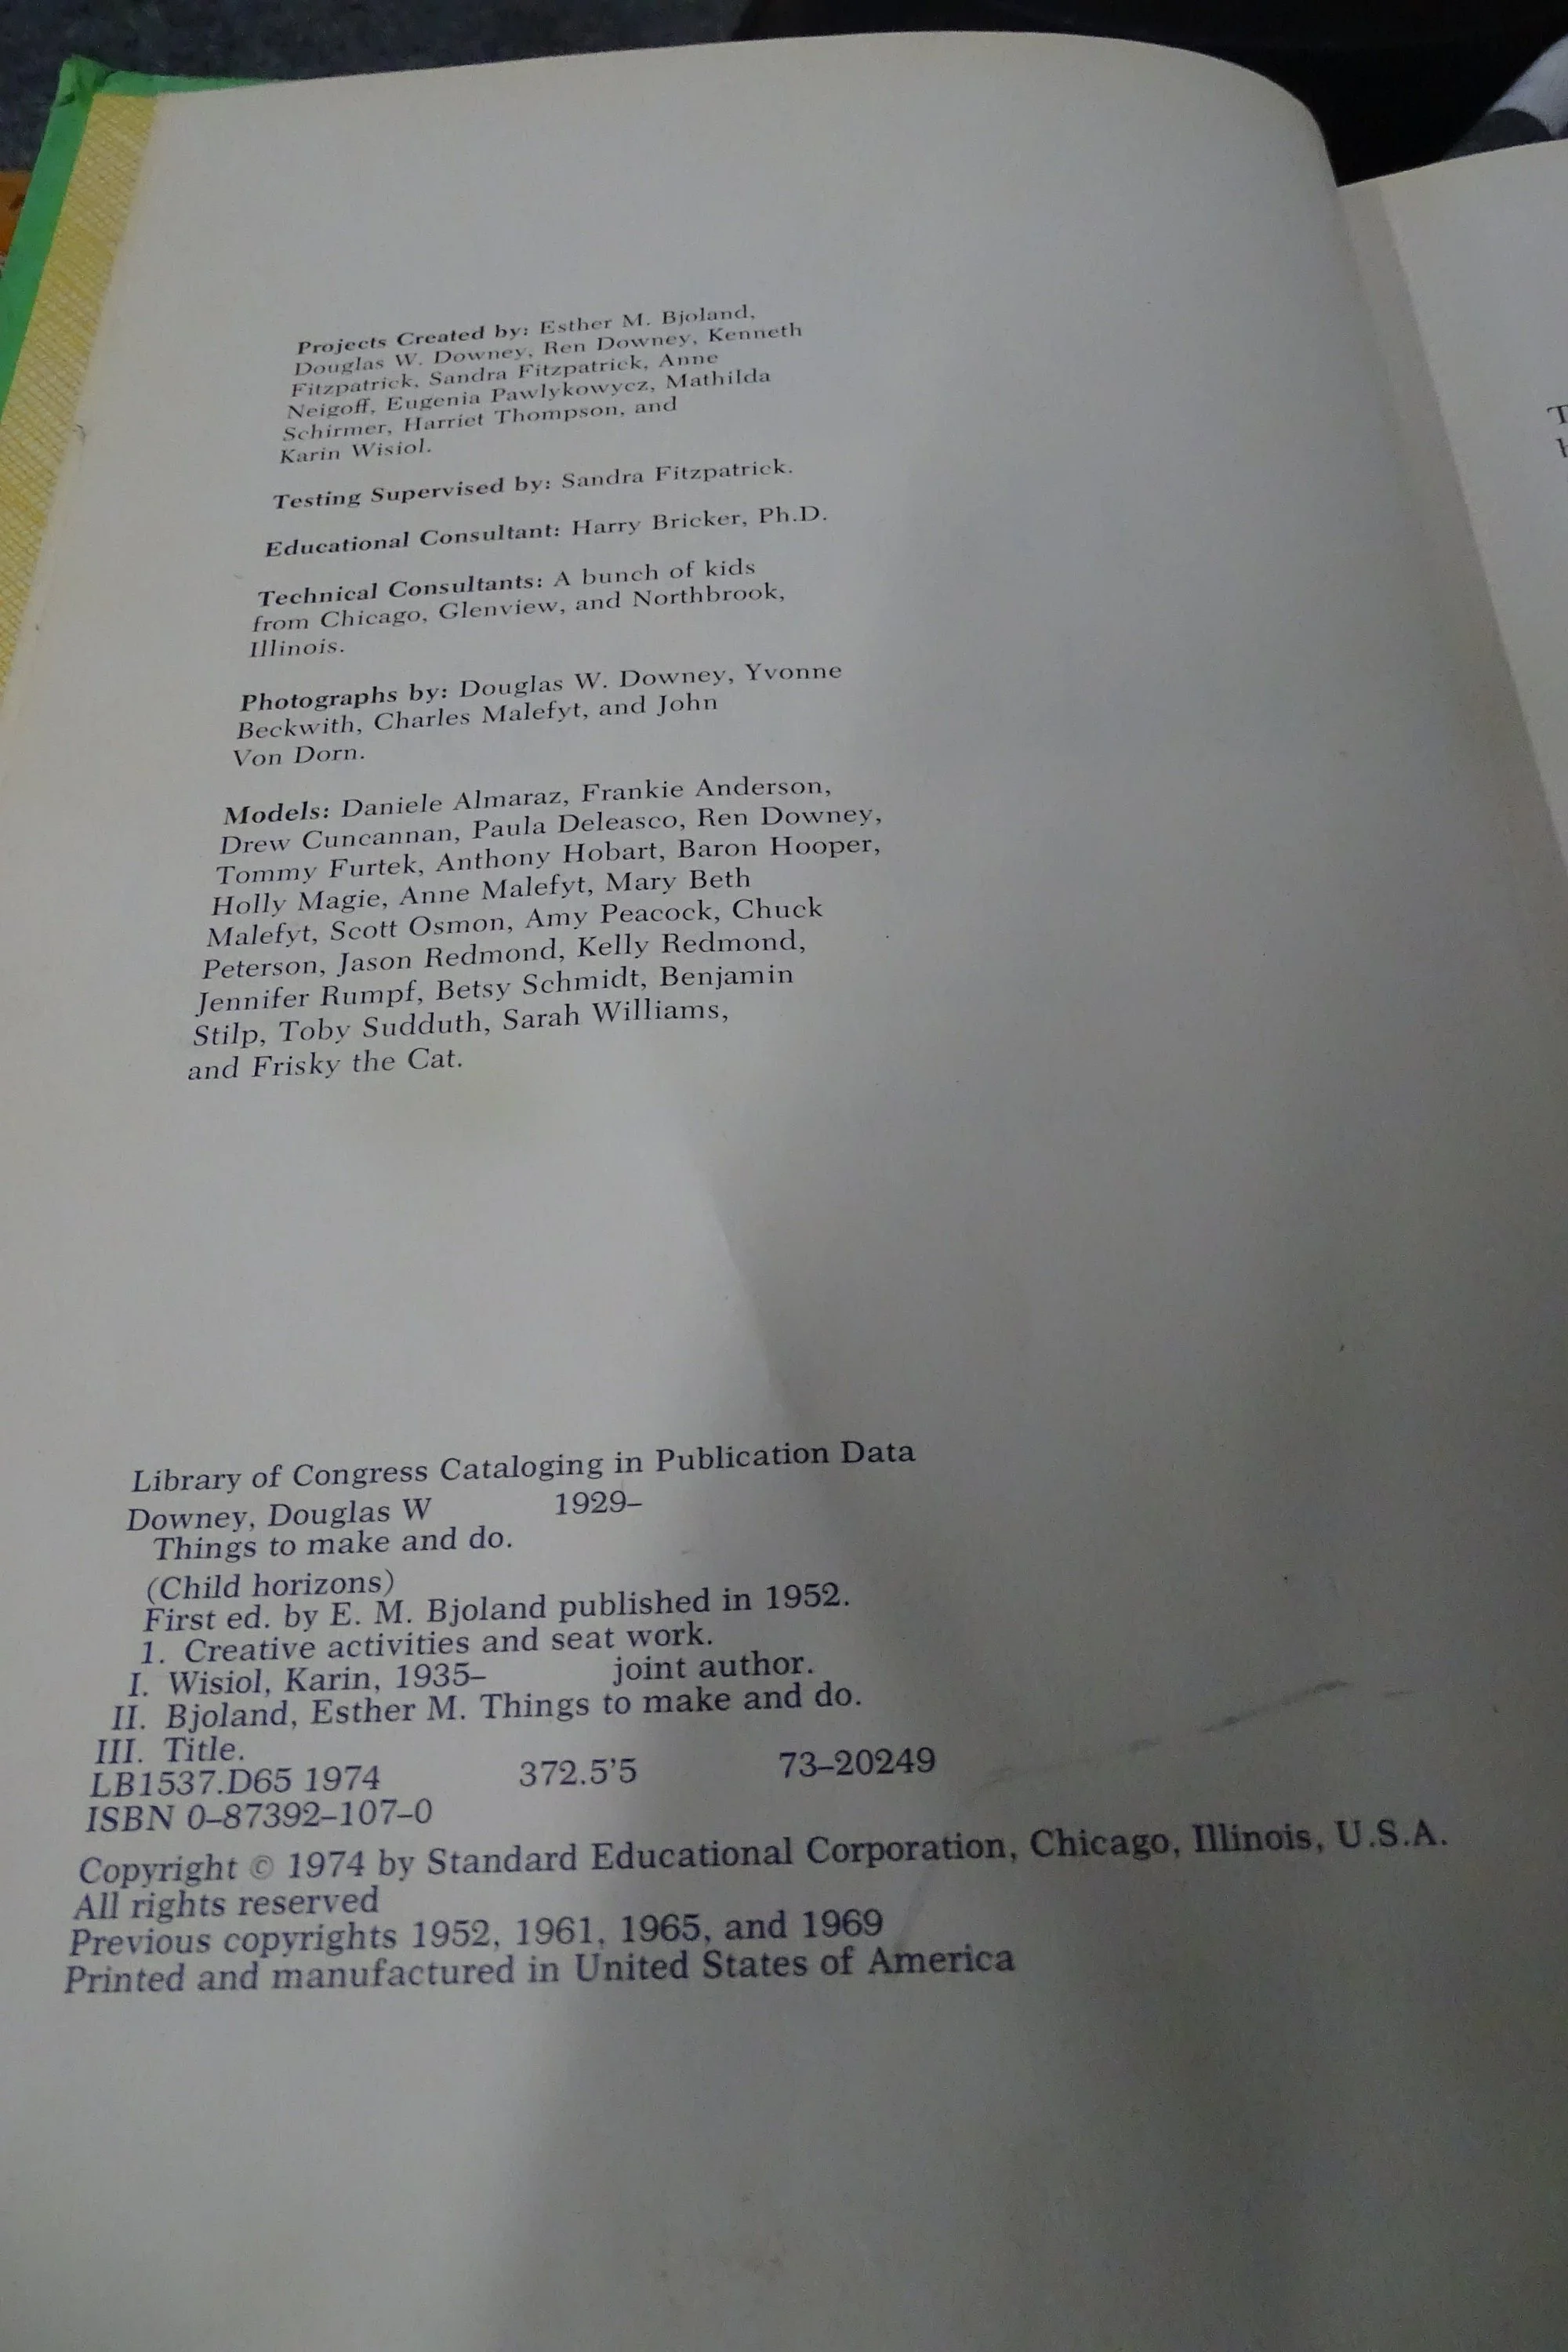 Projects Created by: Esther M. Bjoland,
Douglas W. Downey, Ren Downey, Kenneth
Fitzpatrick, Sandra Fitzpatrick, Anne
Neigoff, Eugenia Pawlykowycz, Mathilda
Schirmer, Harriet Thompson, and
Karin Wisiol.
Testing Supervised by: Sandra Fitzpatrick.
Educational Consultant: Harry Bricker, Ph.D.
Technical Consultants: A bunch of kids
from Chicago, Glenview, and Northbrook,
Illinois.
Photographs by: Douglas W. Downey, Yvonne
Beckwith, Charles Malefyt, and John
Von Dorn.
Models: Daniele Almaraz, Frankie Anderson,
Drew Cuncannan, Paula Deleasco, Ren Downey,
Tommy Furtek, Anthony Hobart, Baron Hooper,
Holly Magie, Anne Malefyt, Mary Beth
Malefyt, Scott Osmon, Amy Peacock, Chuck
Peterson, Jason Redmond, Kelly Redmond,
Jennifer Rumpf, Betsy Schmidt, Benjamin
Stilp, Toby Sudduth, Sarah Williams,
and Frisky the Cat.
Library of Congress Cataloging in Publication Data
Downey, Douglas W 1929–
Things to make and do.
(Child horizons)
First ed. by E. M. Bjoland published in 1952.
1. Creative activities and seat work.
I. Wisiol, Karin, 1935– joint author.
II. Bjoland, Esther M. Things to make and do.
III. Title.
LB1537.D65 1974 372.5'5 73–20249
ISBN 0–87392–107–0
Copyright © 1974 by Standard Educational Corporation, Chicago, Illinois, U.S.A.
All rights reserved
Previous copyrights 1952, 1961, 1965, and 1969
Printed and manufactured in United States of America